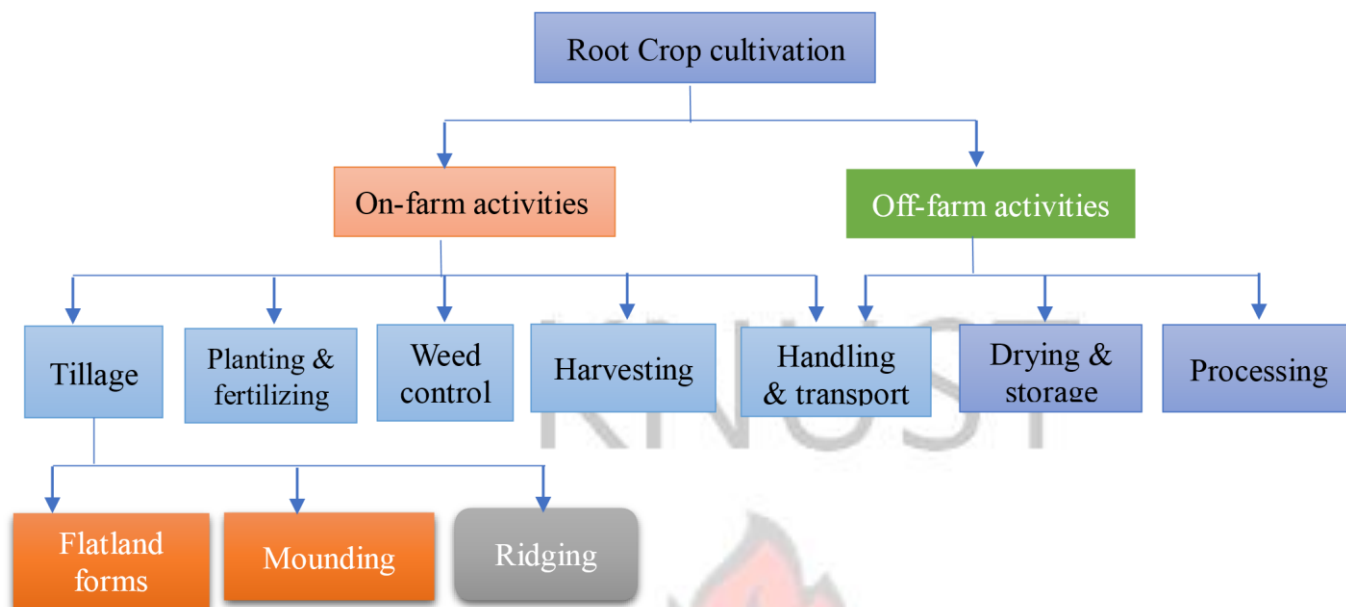 Root Crop cultivation
On-farm activities
Off-farm activities
Tillage
Planting &
fertilizing
Weed
control
Harvesting
Handling
& transport
Drying &
storage
Processing
KNUST
Flatland
forms
Mounding
Ridging